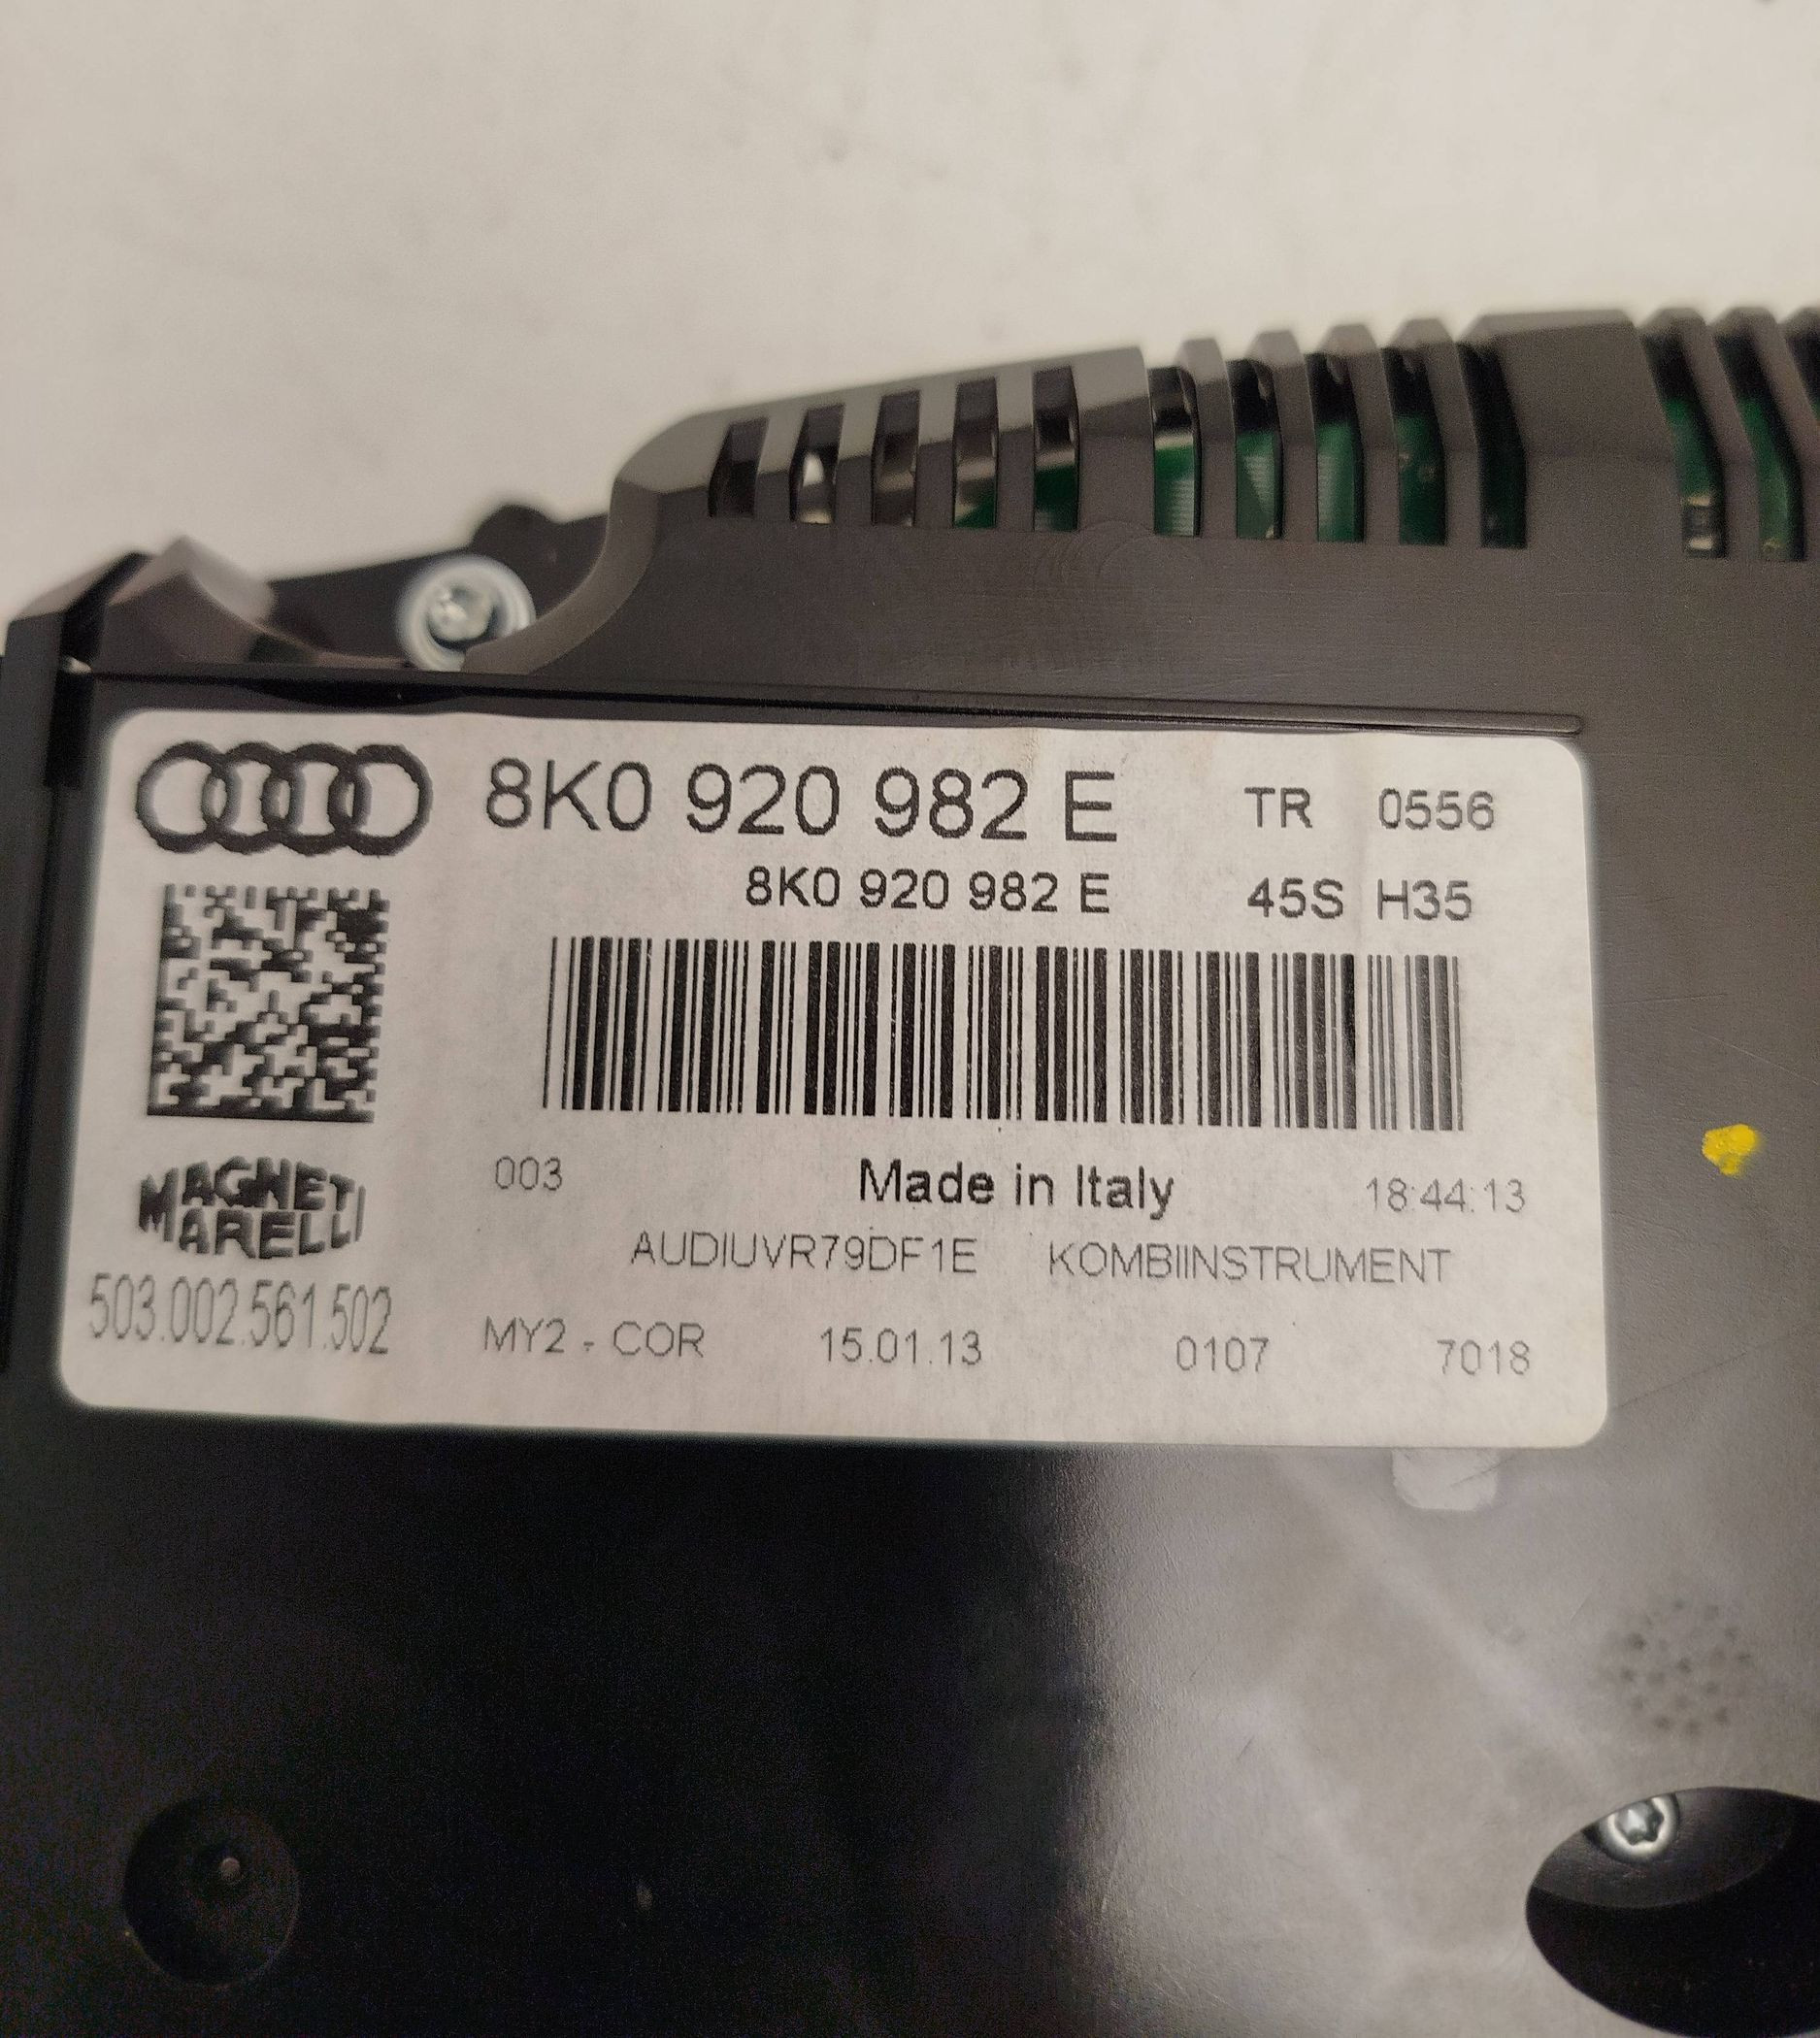 8K0 920 982 E TR 0556
8K0 920 982 E 45S H35
MAGNETI
MARELLI
003 Made in Italy 18:44:13
AUDIUVR79DF1E KOMBIINSTRUMENT
503.002.561.502
MY2 - COR 15.01.13 0107 7018